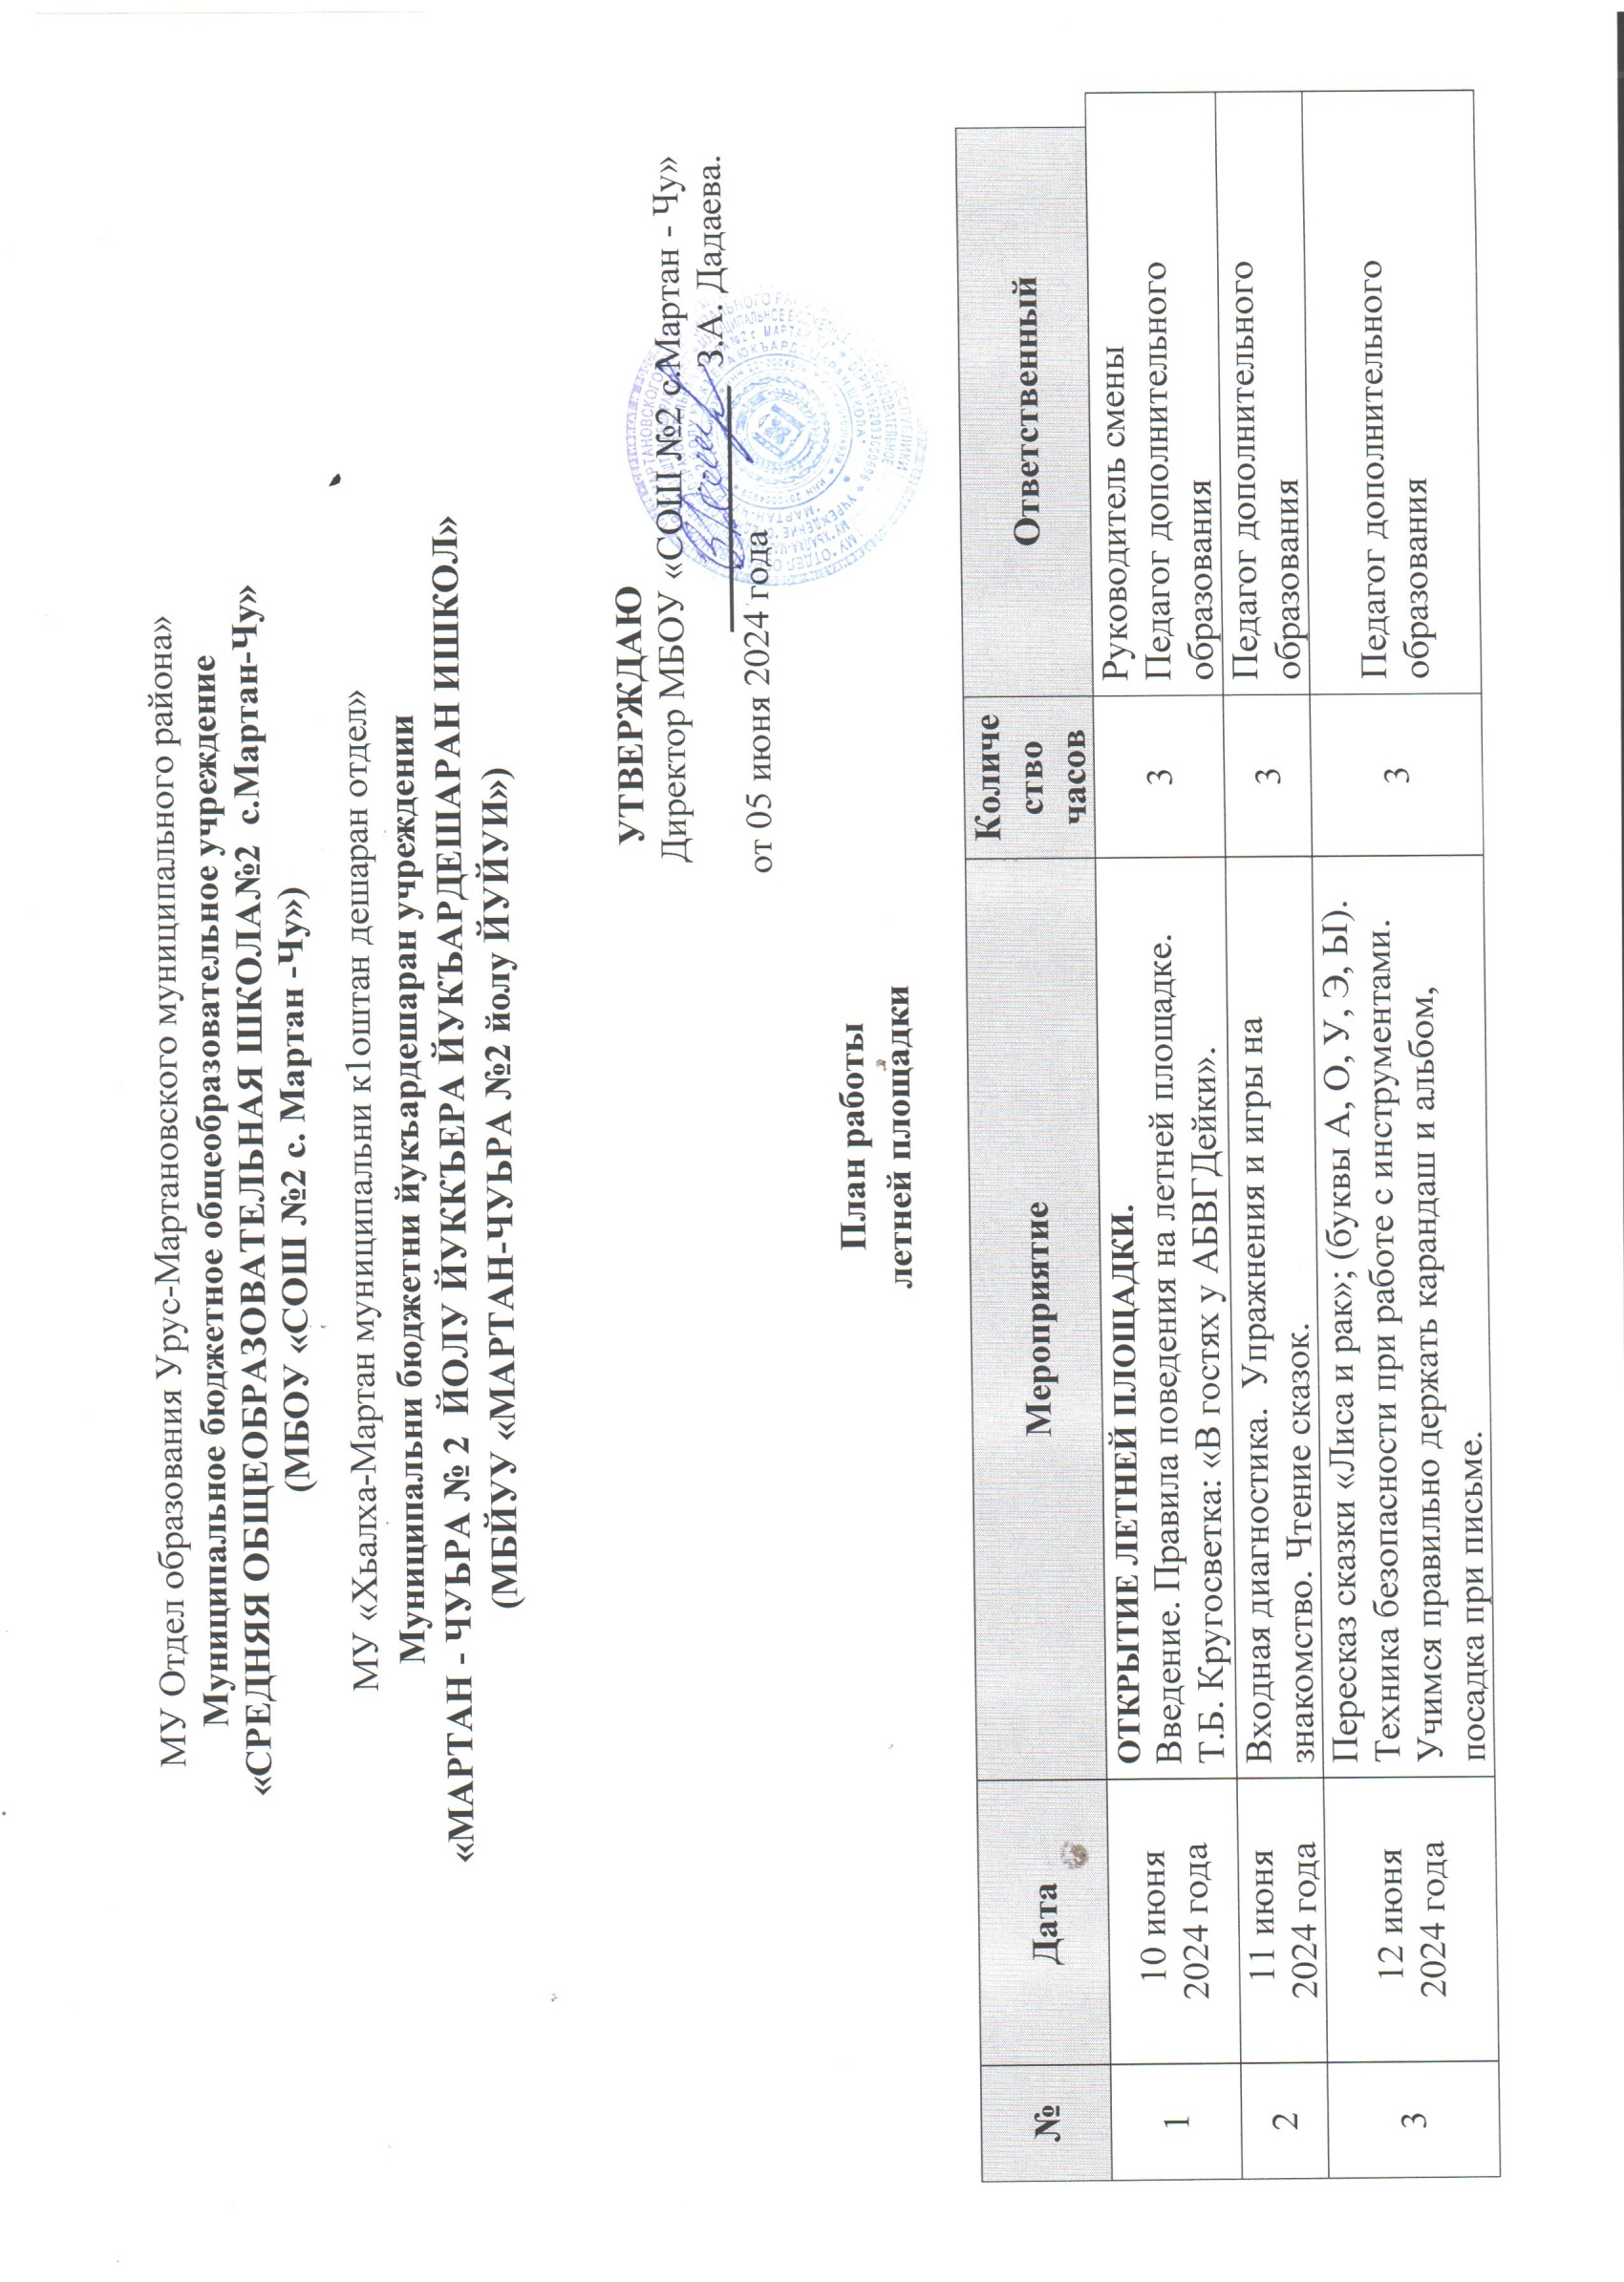 МУ Отдел образования Урус-Мартановского муниципального района»
Муниципальное бюджетное общеобразовательное учреждение
«СРЕДНЯЯ ОБЩЕОБРАЗОВАТЕЛЬНАЯ ШКОЛА№2 с.Мартан-Чу»
(МБОУ «СОШ №2 с. Мартан -Чу»)
МУ «Хьалха-Мартан муниципальни к1оштан дешаран отдел»
Муниципальни бюджетни йукъардешаран учреждени
«МАРТАН - ЧУЬРА № 2 ЙОЛУ ЙУККЪЕРА ЙУКЪАРДЕШАРАН ИШКОЛ»
(МБЙУУ «МАРТАН-ЧУЬРА №2 йолу ЙУЙУИ»)
УТВЕРЖДАЮ
Директор МБОУ «СОШ №2 с.Мартан - Чу»
З.А. Дадаева.
от 05 июня 2024 года
План работы
летней площадки
№
Дата
Мероприятие
Количе
ство
часов
Ответственный
1
10 июня
2024 года
ОТКРЫТИЕ ЛЕТНЕЙ ПЛОЩАДКИ.
Введение. Правила поведения на летней площадке.
Т.Б. Кругосветка: «В гостях у АБВГДейки».
3
Руководитель смены
Педагог дополнительного
образования
2
11 июня
2024 года
Входная диагностика. Упражнения и игры на
знакомство. Чтение сказок.
3
Педагог дополнительного
образования
3
12 июня
2024 года
Пересказ сказки «Лиса и рак»; (буквы А, О, У, Э, Ы).
Техника безопасности при работе с инструментами.
Учимся правильно держать карандаш и альбом,
посадка при письме.
3
Педагог дополнительного
образования